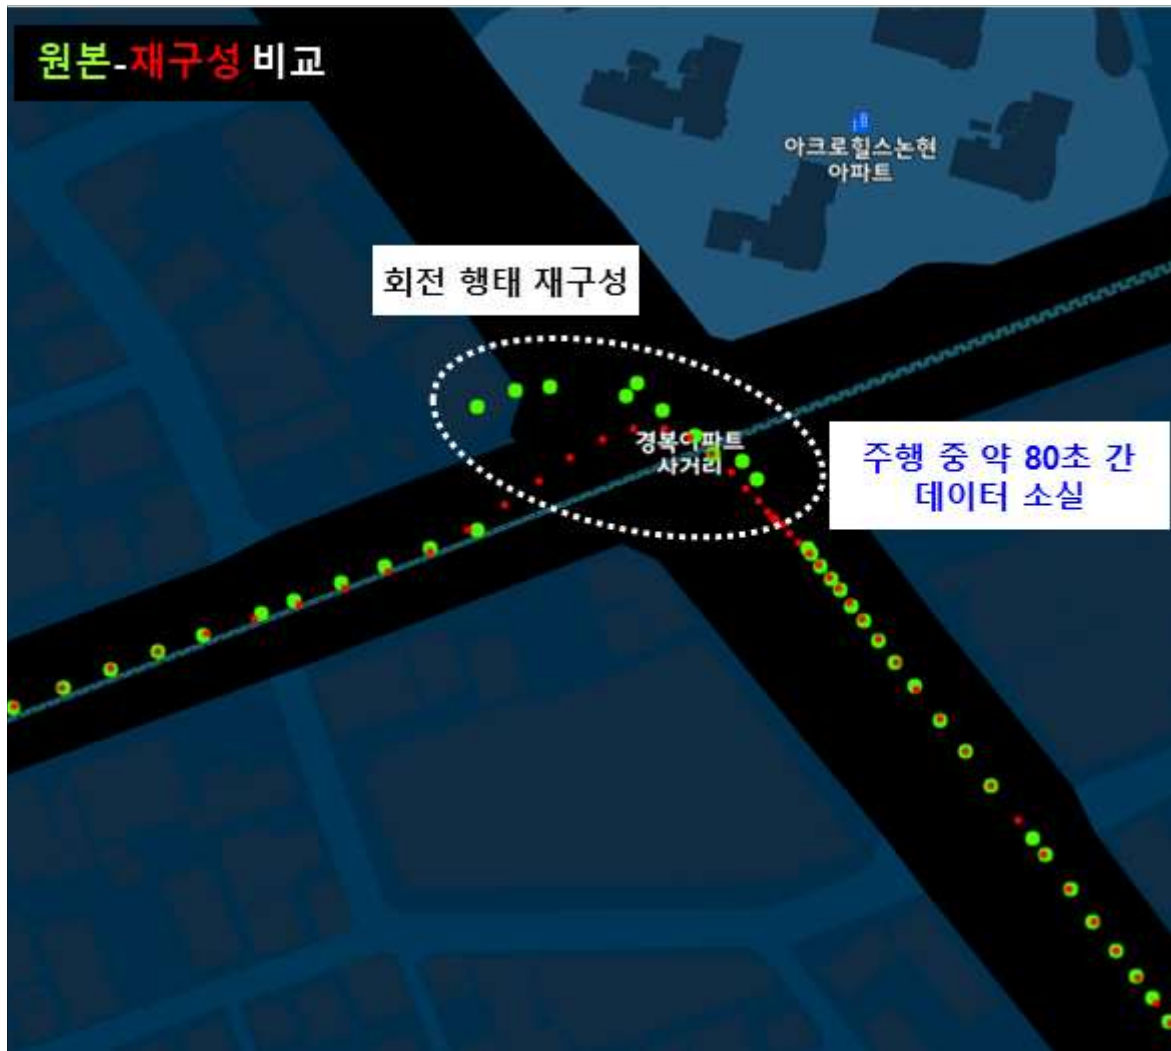 원본-재구성 비교
아크로힐스논현
아파트
회전 행태 재구성
경복아파트
사거리
주행 중 약 80초 간
데이터 소실